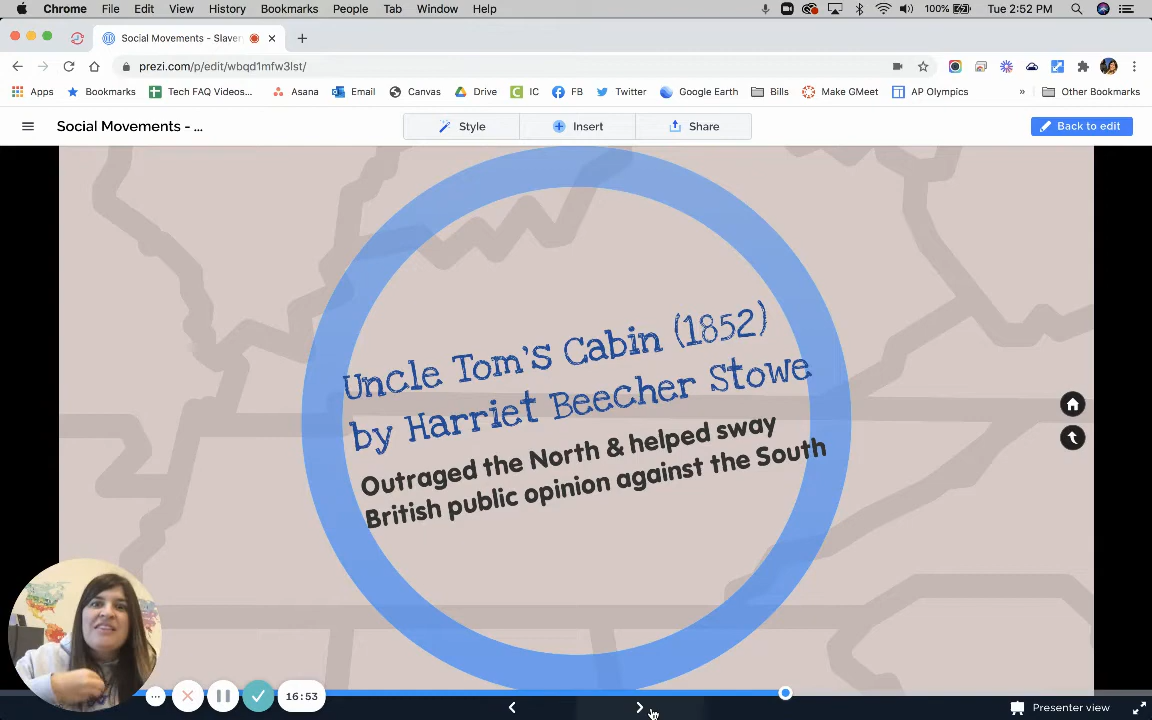 Chrome File Edit View History Bookmarks People Tab Window Help 100% Tue 2:52 PM
Social Movements - Slaver
prezi.com/p/edit/wbqd1mfw3lst/
Apps Bookmarks Tech FAQ Videos... Asana Email Canvas Drive IC FB Twitter Google Earth Bills Make GMeet AP Olympics » Other Bookmarks
Social Movements - ... Style Insert Share Back to edit
Uncle Tom's Cabin (1852)
by Harriet Beecher Stowe
Outraged the North & helped sway
British public opinion against the South
16:53
Presenter view